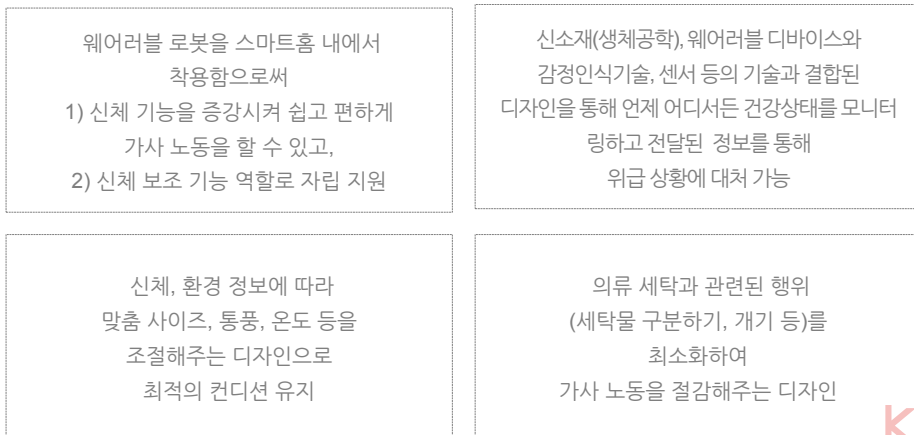 웨어러블 로봇을 스마트홈 내에서
착용함으로써
1) 신체 기능을 증강시켜 쉽고 편하게
가사 노동을 할 수 있고,
2) 신체 보조 기능 역할로 자립 지원
신소재(생체공학), 웨어러블 디바이스와
감정인식기술, 센서 등의 기술과 결합된
디자인을 통해 언제 어디서든 건강상태를 모니터
링하고 전달된 정보를 통해
위급 상황에 대처 가능
신체, 환경 정보에 따라
맞춤 사이즈, 통풍, 온도 등을
조절해주는 디자인으로
최적의 컨디션 유지
의류 세탁과 관련된 행위
(세탁물 구분하기, 개기 등)를
최소화하여
가사 노동을 절감해주는 디자인
K